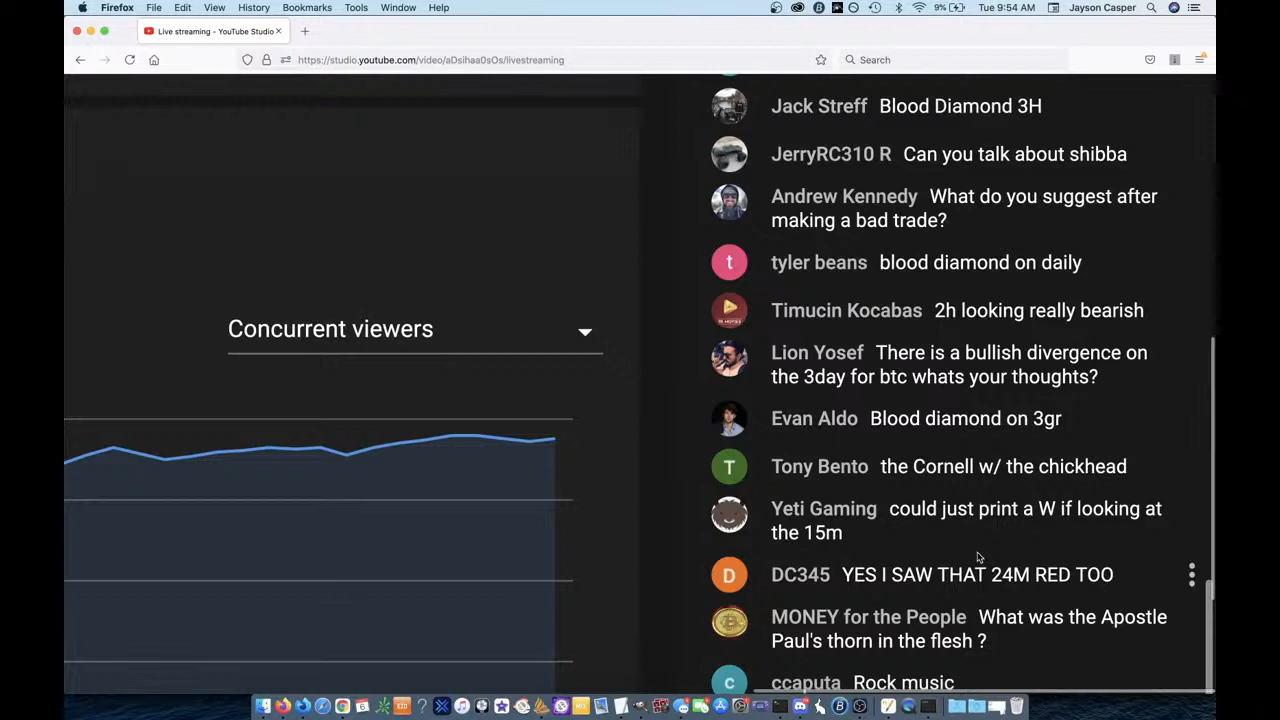 Firefox File Edit View History Bookmarks Tools Window Help 9% Tue 9:54 AM Jayson Casper
Live streaming - YouTube Studio
https://studio.youtube.com/video/aDsihaa0sOs/livestreaming
Search
Jack Streff Blood Diamond 3H
JerryRC310 R Can you talk about shibba
Andrew Kennedy What do you suggest after
making a bad trade?
t tyler beans blood diamond on daily
Timucin Kocabas 2h looking really bearish
Concurrent viewers
Lion Yosef There is a bullish divergence on
the 3day for btc whats your thoughts?
Evan Aldo Blood diamond on 3gr
T Tony Bento the Cornell w/ the chickhead
Yeti Gaming could just print a W if looking at
the 15m
D DC345 YES I SAW THAT 24M RED TOO
MONEY for the People What was the Apostle
Paul's thorn in the flesh ?
c ccaputa Rock music